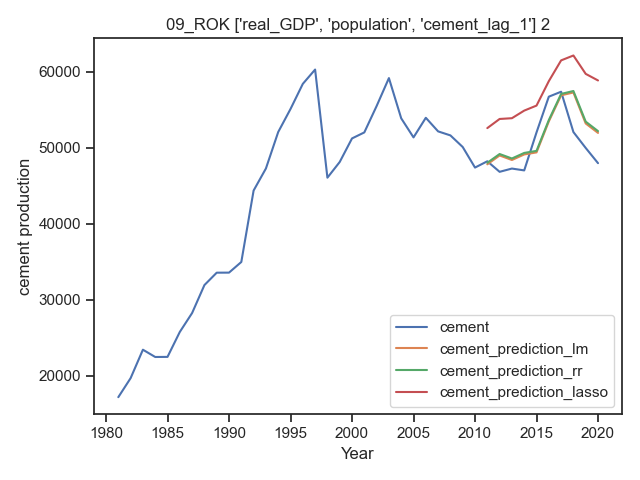 09_ROK ['real_GDP', 'population', 'cement_lag_1'] 2
cement production
60000
50000
40000
30000
20000
1980 1985 1990 1995 2000 2005 2010 2015 2020
Year
cement
cement_prediction_lm
cement_prediction_rr
cement_prediction_lasso